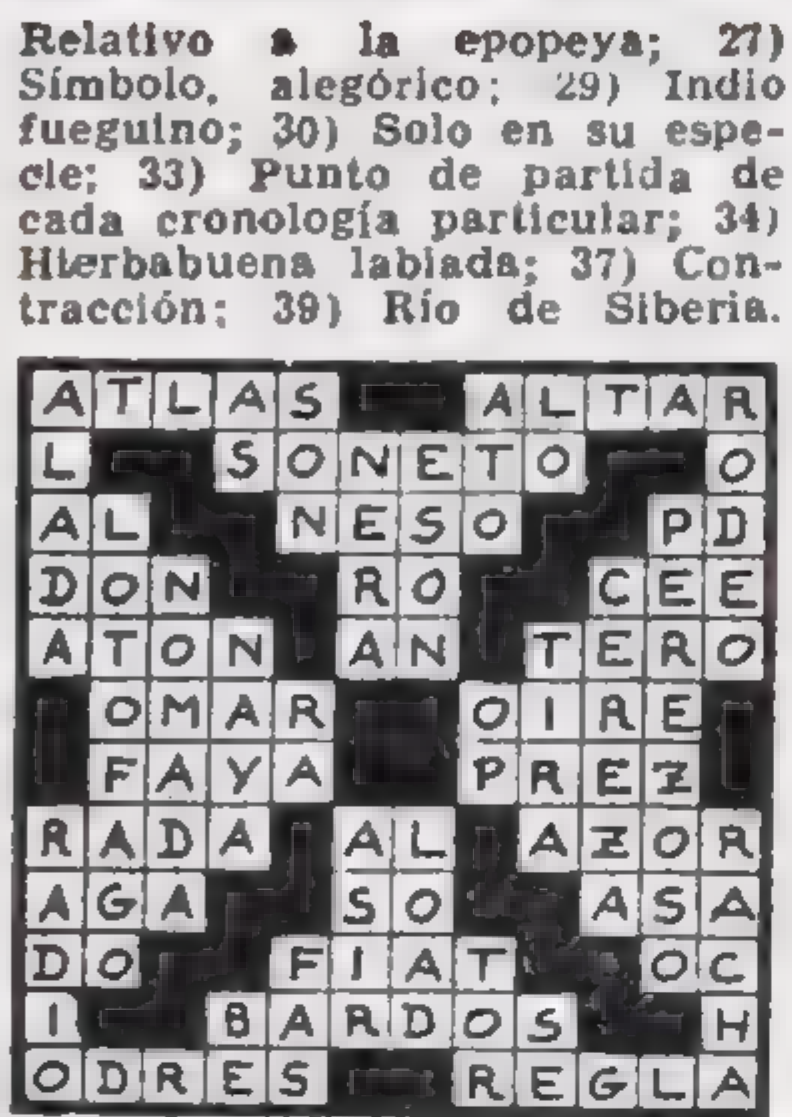 Relativo a la epopeya; 27)
Símbolo, alegórico; 29) Indio
fueguino; 30) Solo en su espe-
cie; 33) Punto de partida de
cada cronología particular; 34)
Hierbabuena labiada; 37) Con-
tracción; 39) Río de Siberia.
ATLAS ALTAR
L SONETO O
AL NESO PD
DON RO CEE
ATON AN TERO
OMAR OIRE
FAYA PREZ
RADA AL AZOR
AGA SO ASA
DO FIAT OC
I BARDOS H
ODRES REGLA